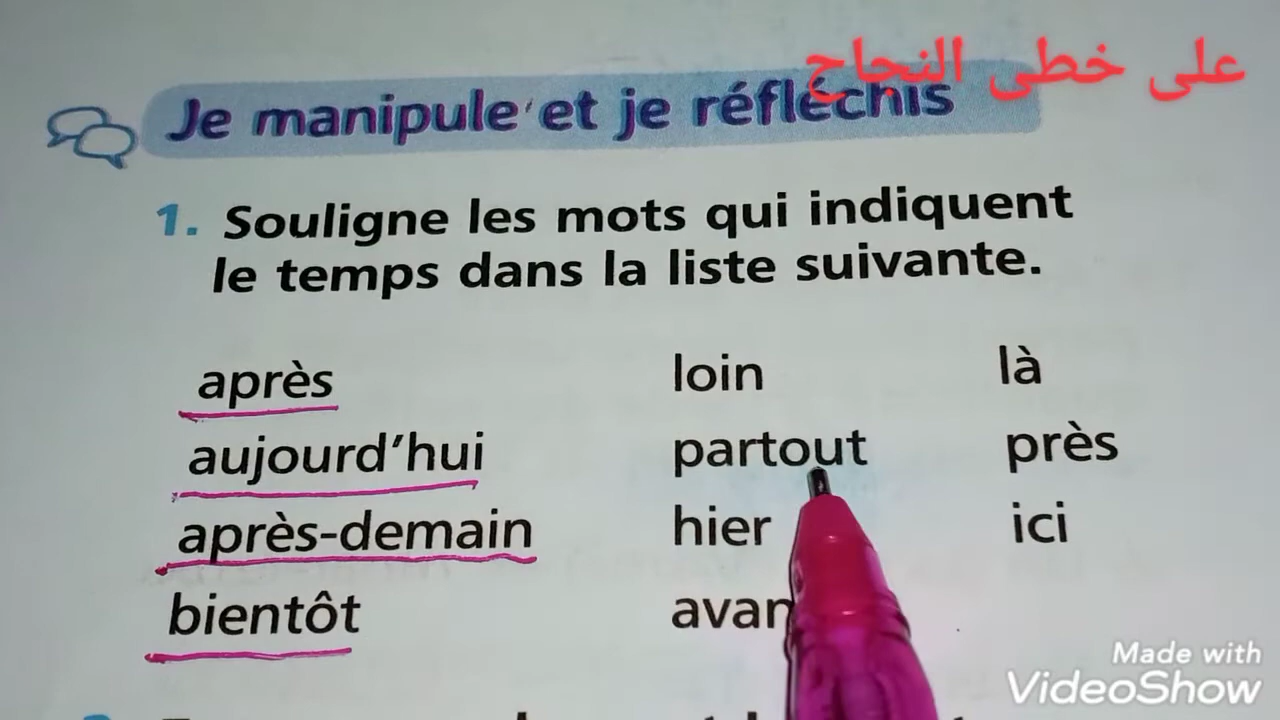 على خطى النجاح
Je manipule et je réfléchis
1. Souligne les mots qui indiquent
le temps dans la liste suivante.
après loin là
aujourd'hui partout près
après-demain hier ici
bientôt
Made with
VideoShow